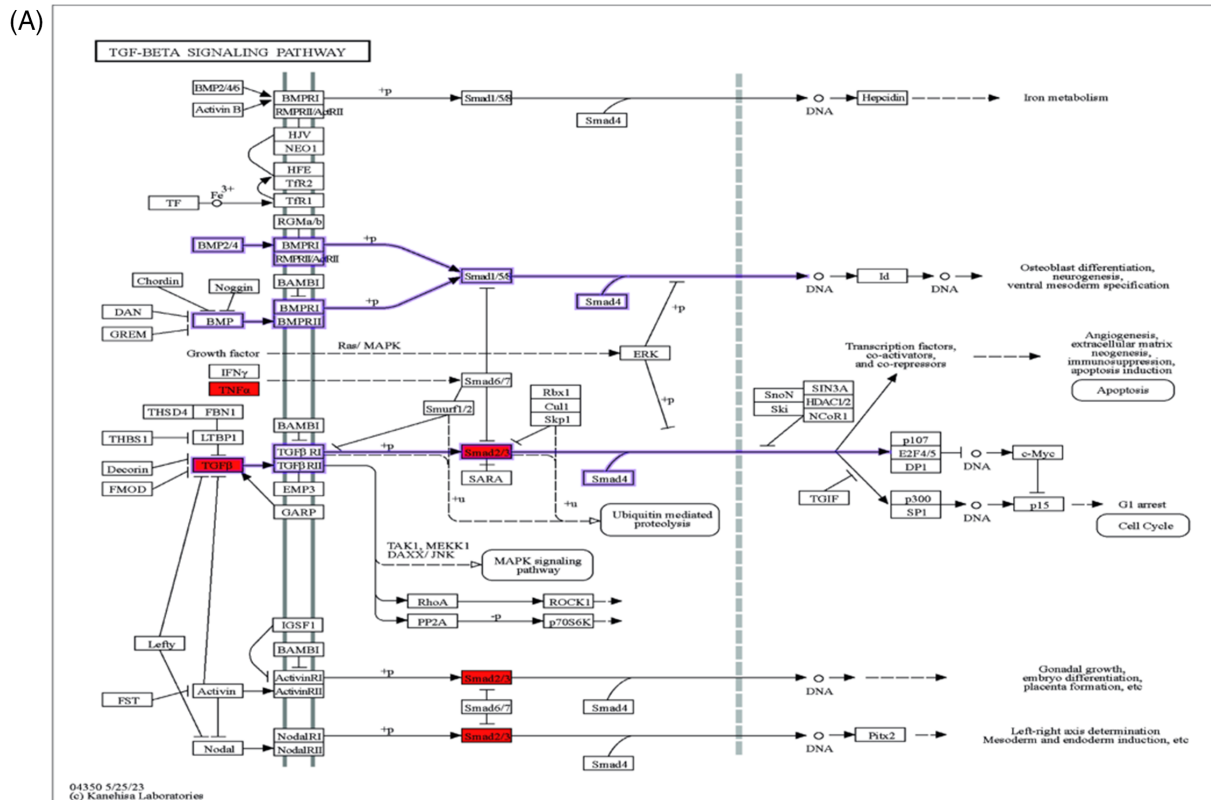 (A)
TGF-BETA SIGNALING PATHWAY
BMP2/4/6
Activin B
BMPRI
RMPRII/ActRII
+p
Smad1/5/8
Smad4
DNA
Hepcidin
Iron metabolism
HJV
NEO1
HFE
TfR2
TF
Fe3+
TfR1
RGMa/b
BMP2/4
BMPRI
RMPRII/ActRII
+p
Smad1/5/8
Smad4
DNA
Id
DNA
Osteoblast differentiation,
neurogenesis,
ventral mesoderm specification
Chordin
Noggin
BAMBI
DAN
GREM
BMP
BMPRI
BMPRII
+p
+p
Growth factor
Ras/ MAPK
ERK
Transcription factors,
co-activators,
and co-repressors
Angiogenesis,
extracellular matrix
neogenesis,
immunosuppression,
apoptosis induction
Apoptosis
IFNγ
TNFα
Smad6/7
Smurf1/2
Rbx1
Cul1
Skp1
+p
SnoN
Ski
SIN3A
HDAC1/2
NCoR1
THSD4
FBN1
THBS1
LTBP1
BAMBI
Decorin
FMOD
TGFβ
TGFβ RI
TGFβ RII
+p
Smad2/3
SARA
Smad4
p107
E2F4/5
DP1
DNA
c-Myc
EMP3
GARP
+u
+u
Ubiquitin mediated
proteolysis
TGIF
p300
SP1
DNA
p15
G1 arrest
Cell Cycle
TAK1, MEKK1
DAXX/ JNK
MAPK signaling
pathway
RhoA
ROCK1
PP2A
-p
p70S6K
Lefty
IGSF1
BAMBI
FST
Activin
ActivinRI
ActivinRII
+p
Smad2/3
Smad4
DNA
Gonadal growth,
embryo differentiation,
placenta formation, etc
Smad6/7
Nodal
NodalRI
NodalRII
+p
Smad2/3
Smad4
DNA
Pitx2
Left-right axis determination
Mesoderm and endoderm induction, etc
04350 5/25/23
(c) Kanehisa Laboratories